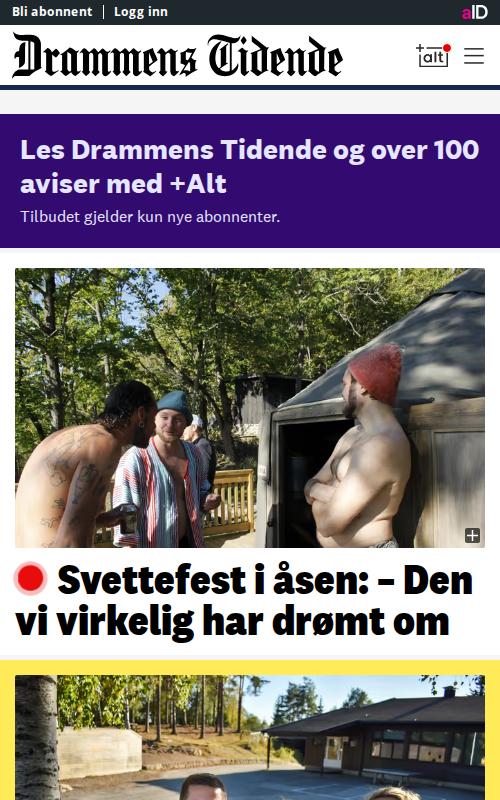 Bli abonnent | Logg inn
aID
Drammens Tidende
+alt
Les Drammens Tidende og over 100
aviser med +Alt
Tilbudet gjelder kun nye abonnenter.
Svettefest i åsen: – Den
vi virkelig har drømt om